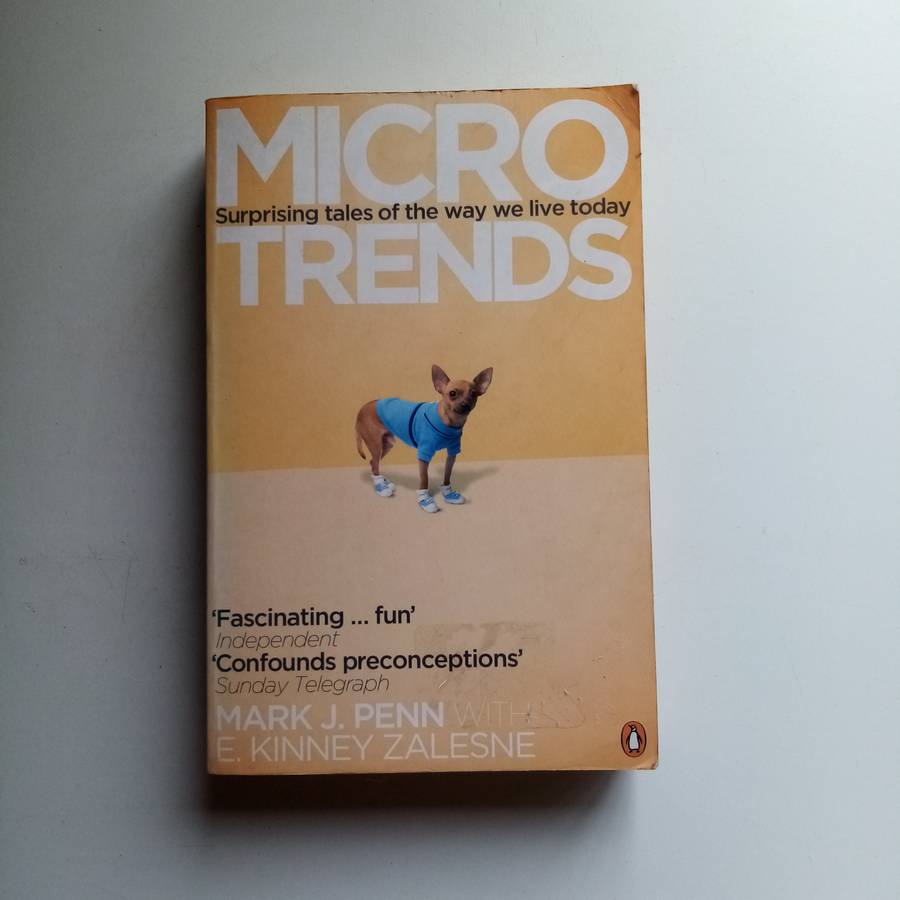 MICRO
Surprising tales of the way we live today
TRENDS
‘Fascinating ... fun’
Independent
‘Confounds preconceptions’
Sunday Telegraph
MARK J. PENN WITH
E. KINNEY ZALESNE